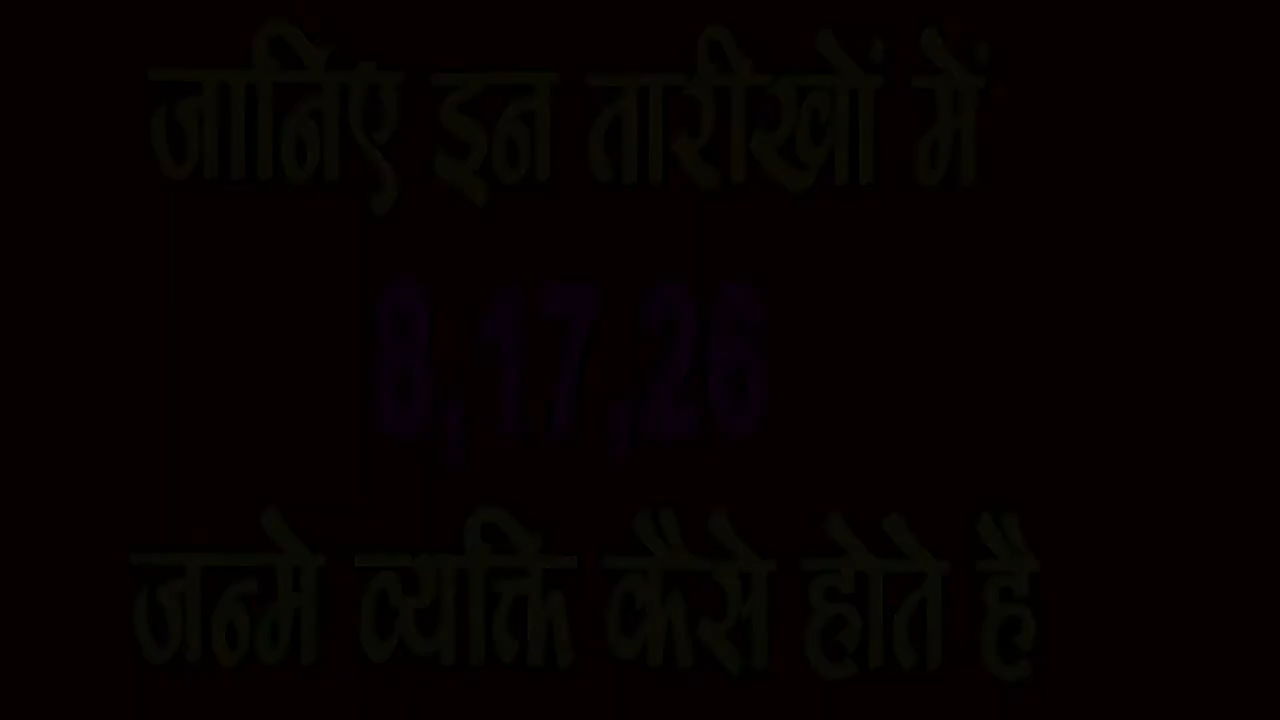 जानिए इन तारीखों में
8,17,26
जन्मे व्यक्ति कैसे होते है